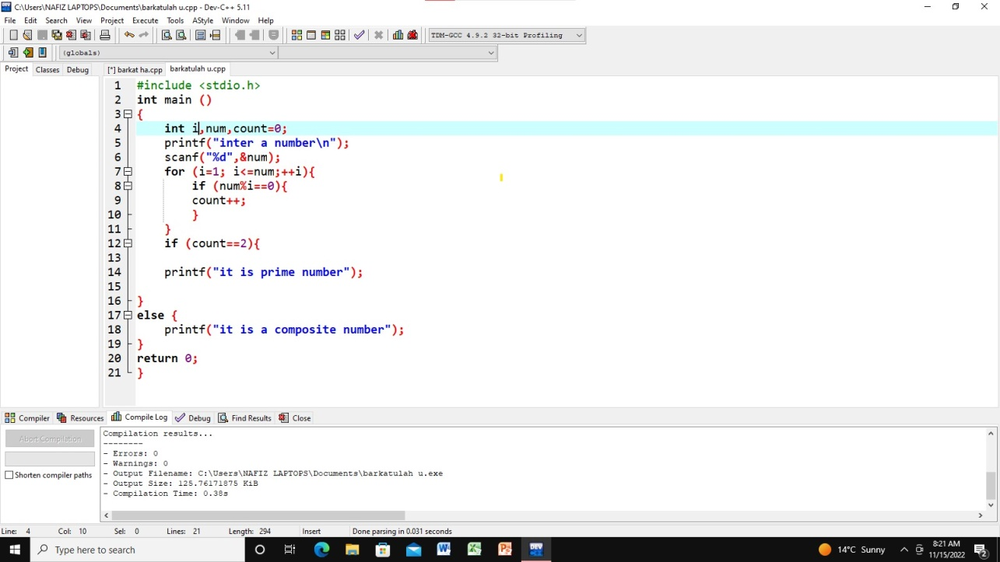 C:\Users\NAFIZ LAPTOPS\Documents\barkatulah u.cpp - Dev-C++ 5.11
File Edit Search View Project Execute Tools AStyle Window Help
TDM-GCC 4.9.2 32-bit Profiling
(globals)
Project Classes Debug [*] barkat ha.cpp barkatulah u.cpp
1 #include <stdio.h>
2 int main ()
3 {
4 int i,num,count=0;
5 printf("inter a number\n");
6 scanf("%d",&num);
7 for (i=1; i<=num;++i){
8 if (num%i==0){
9 count++;
10 }
11 }
12 if (count==2){
13
14 printf("it is prime number");
15
16 }
17 else {
18 printf("it is a composite number");
19 }
20 return 0;
21 }
Compiler Resources Compile Log Debug Find Results Close
Abort Compilation
Shorten compiler paths
Compilation results...
--------
- Errors: 0
- Warnings: 0
- Output Filename: C:\Users\NAFIZ LAPTOPS\Documents\barkatulah u.exe
- Output Size: 125.76171875 KiB
- Compilation Time: 0.38s
Line: 4 Col: 10 Sel: 0 Lines: 21 Length: 294 Insert Done parsing in 0.031 seconds
Type here to search
DEV
14°C Sunny
8:21 AM
11/15/2022
2